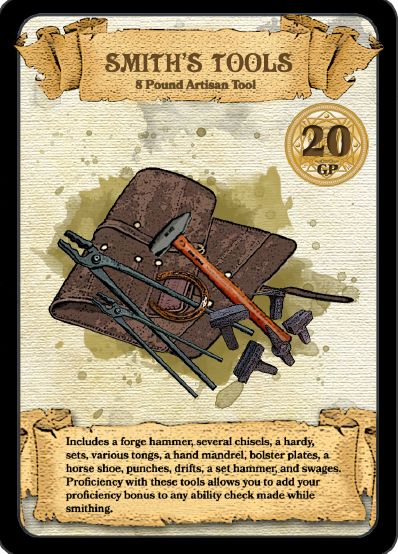 SMITH'S TOOLS
8 Pound Artisan Tool
20
GP
Includes a forge hammer, several chisels, a hardy,
sets, various tongs, a hand mandrel, bolster plates, a
horse shoe, punches, drifts, a set hammer, and swages.
Proficiency with these tools allows you to add your
proficiency bonus to any ability check made while
smithing.